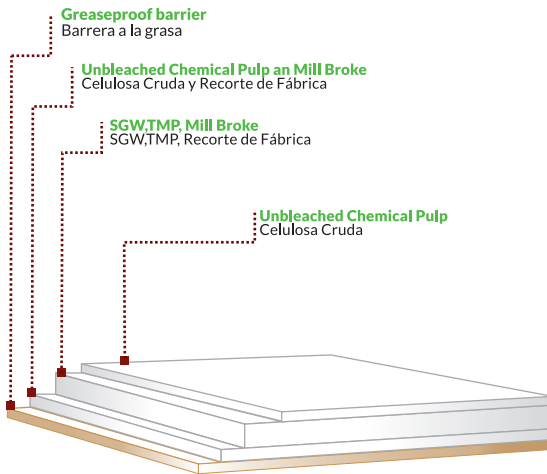 Greaseproof barrier
Barrera a la grasa
Unbleached Chemical Pulp an Mill Broke
Celulosa Cruda y Recorte de Fábrica
SGW,TMP, Mill Broke
SGW,TMP, Recorte de Fábrica
Unbleached Chemical Pulp
Celulosa Cruda